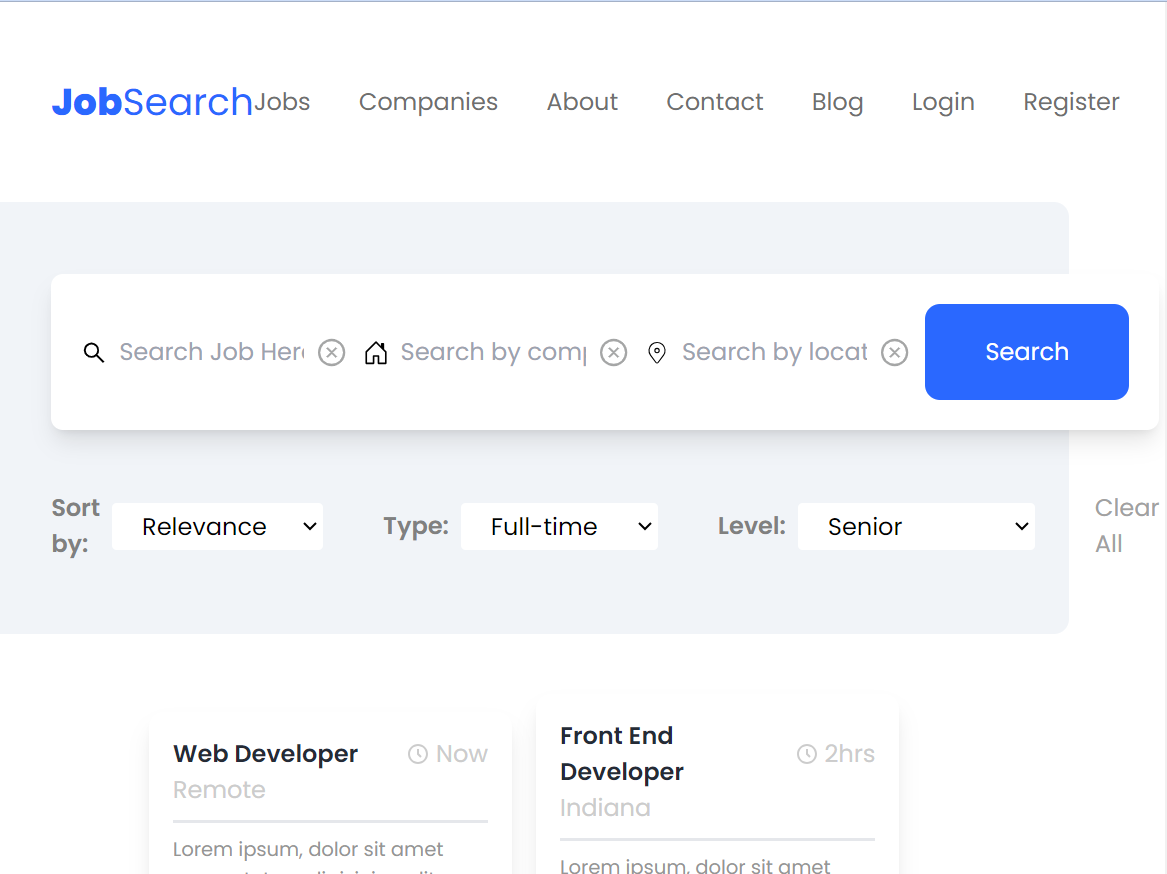 JobSearch Jobs Companies About Contact Blog Login Register
Search Job Her Search by comp Search by locat Search
Sort by: Relevance Type: Full-time Level: Senior Clear All
Web Developer Now
Remote
Lorem ipsum, dolor sit amet
Front End Developer 2hrs
Indiana
Lorem ipsum, dolor sit amet